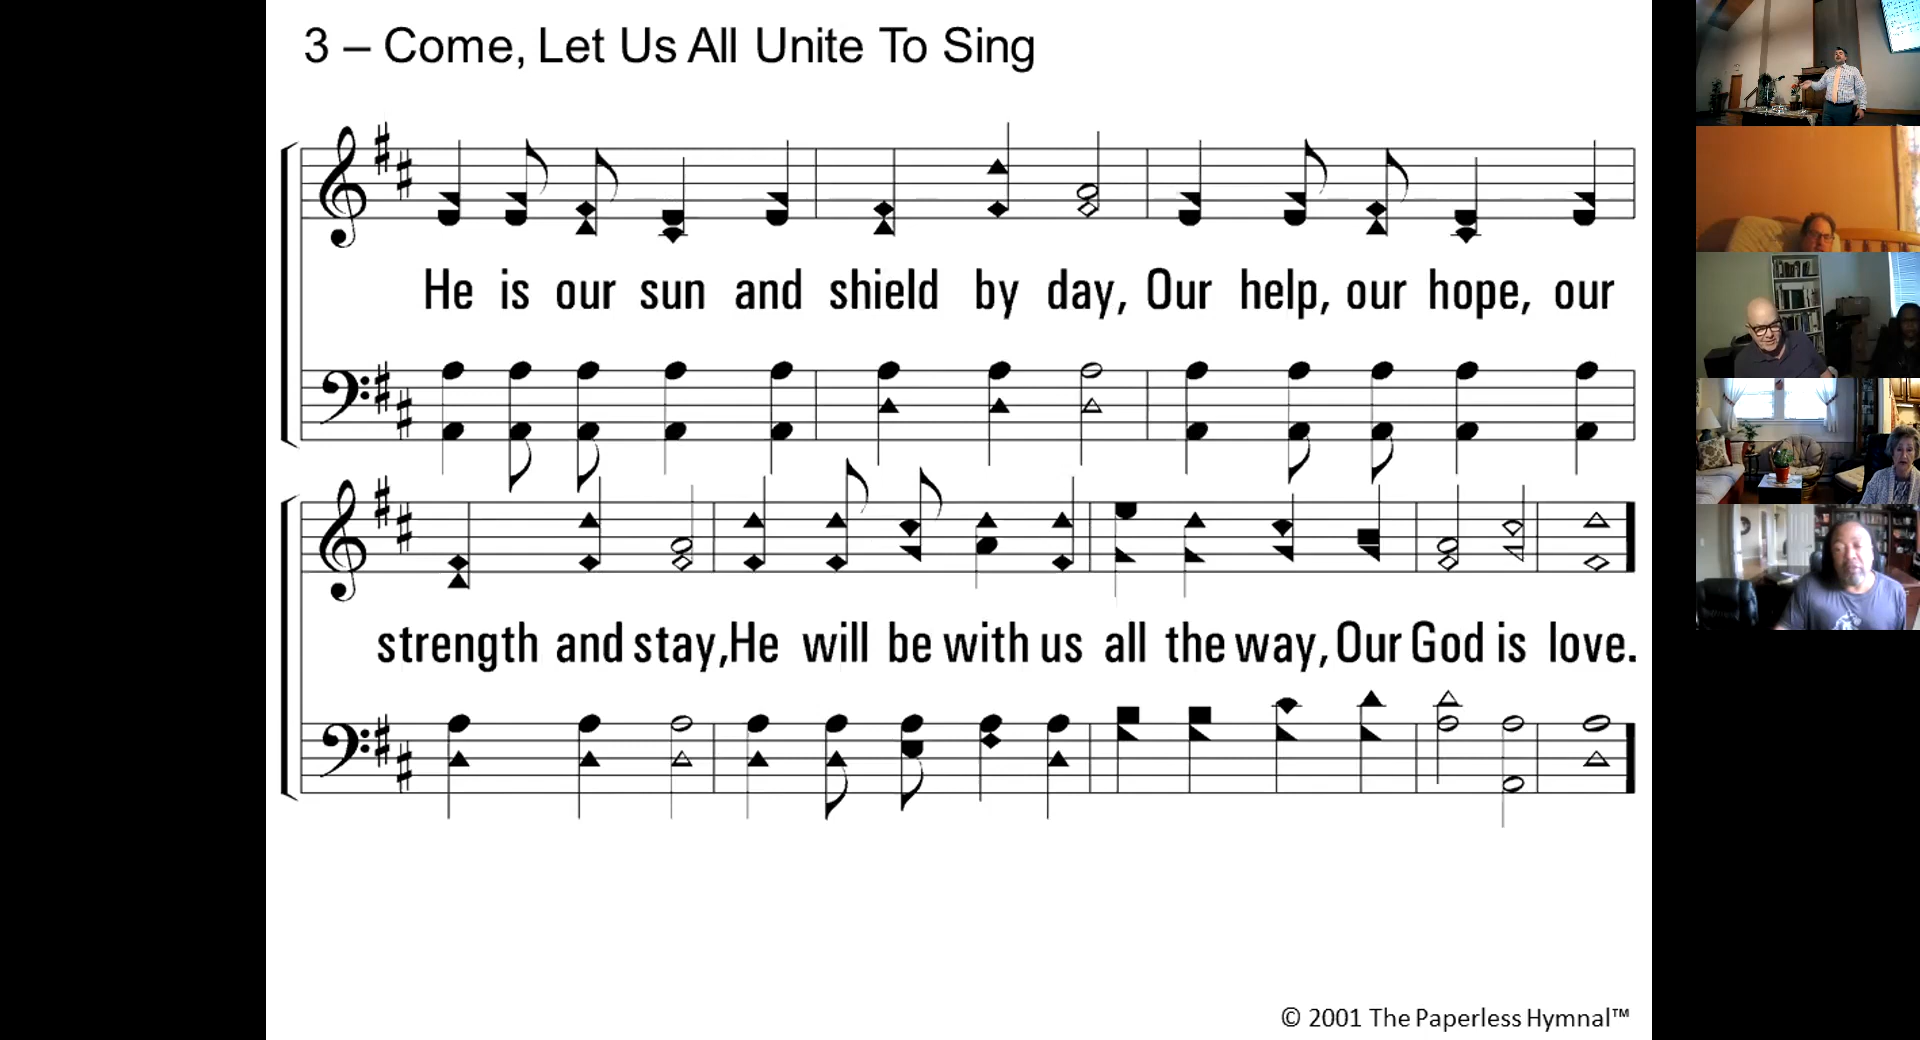 3 – Come, Let Us All Unite To Sing
He is our sun and shield by day, Our help, our hope, our
strength and stay, He will be with us all the way, Our God is love.
© 2001 The Paperless Hymnal™